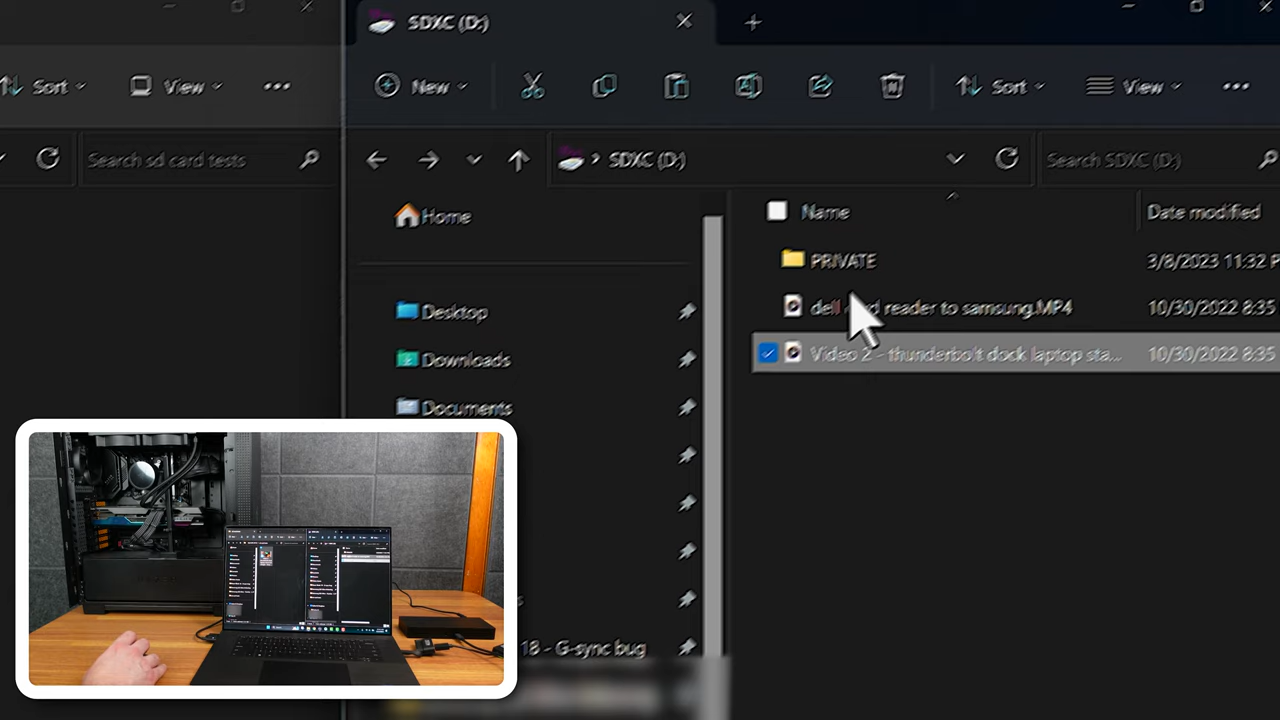 SDXC (D:)
Sort
View
New
Sort
View
Search sd card tests
SDXC (D:)
Search SDXC (D:)
Home
Name
Date modified
PRIVATE
3/8/2023 11:32 P
dell card reader to samsung.MP4
10/30/2022 8:35
Desktop
Video 2 - thunderbolt dock laptop sta...
10/30/2022 8:35
Downloads
Documents
18 - G-sync bug